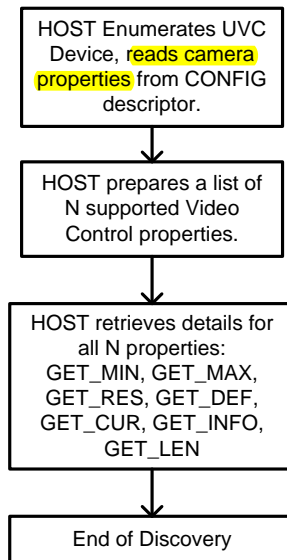 HOST Enumerates UVC
Device, reads camera
properties from CONFIG
descriptor.
HOST prepares a list of
N supported Video
Control properties.
HOST retrieves details for
all N properties:
GET_MIN, GET_MAX,
GET_RES, GET_DEF,
GET_CUR, GET_INFO,
GET_LEN
End of Discovery